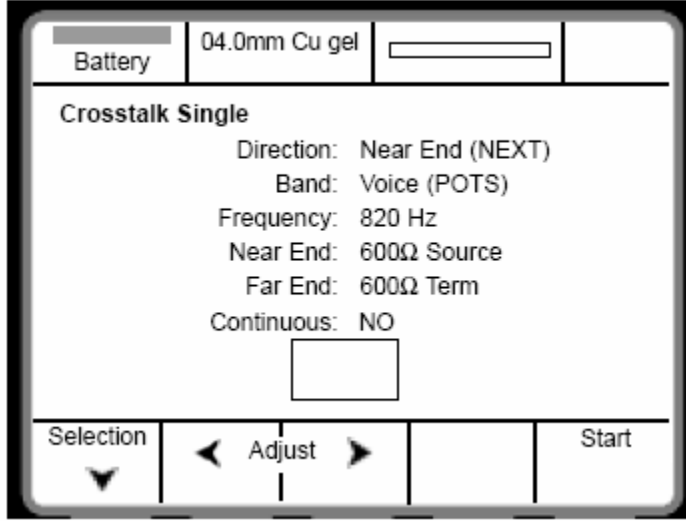 Battery
04.0mm Cu gel
Crosstalk Single
Direction: Near End (NEXT)
Band: Voice (POTS)
Frequency: 820 Hz
Near End: 600Ω Source
Far End: 600Ω Term
Continuous: NO
Selection
Adjust
Start